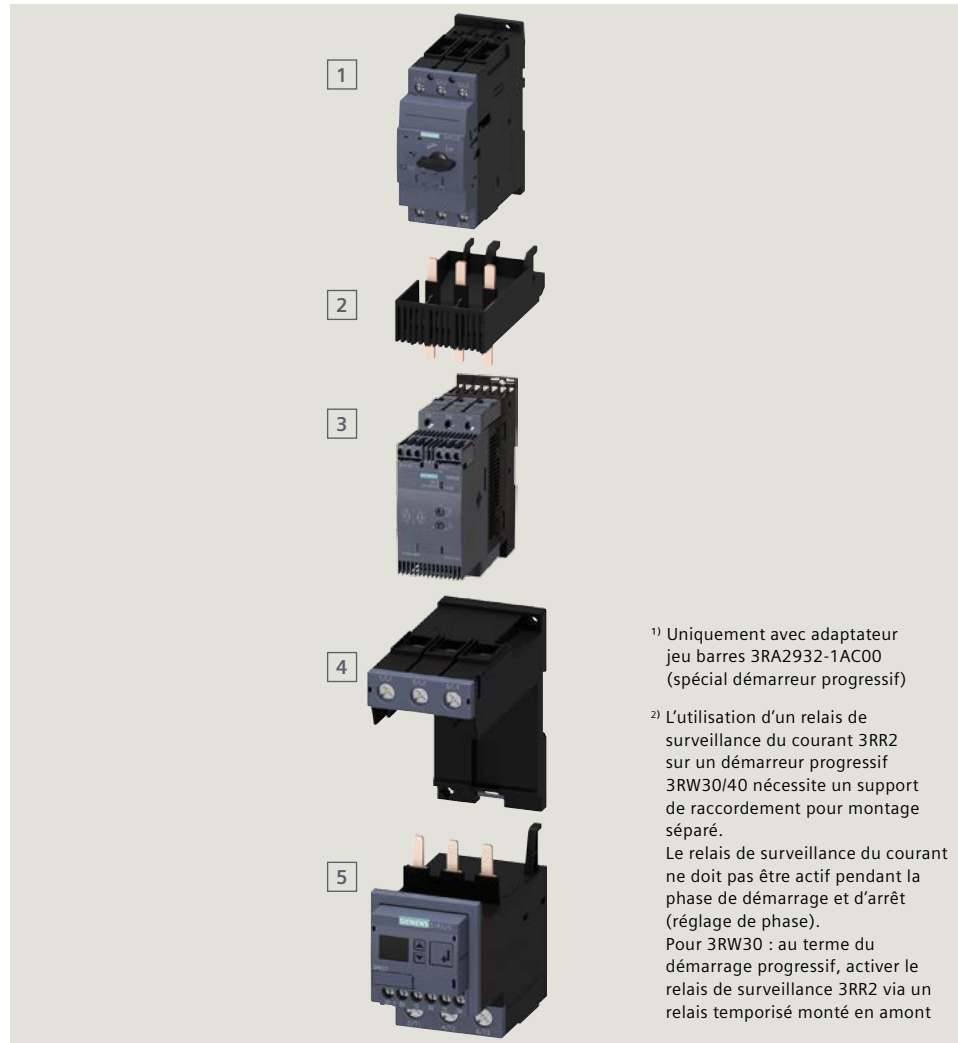 1
2
3
4
5
SIEMENS
SIEMENS
SIEMENS
¹⁾ Uniquement avec adaptateur
jeu barres 3RA2932-1AC00
(spécial démarreur progressif)
²⁾ L'utilisation d'un relais de
surveillance du courant 3RR2
sur un démarreur progressif
3RW30/40 nécessite un support
de raccordement pour montage
séparé.
Le relais de surveillance du courant
ne doit pas être actif pendant la
phase de démarrage et d'arrêt
(réglage de phase).
Pour 3RW30 : au terme du
démarrage progressif, activer le
relais de surveillance 3RR2 via un
relais temporisé monté en amont